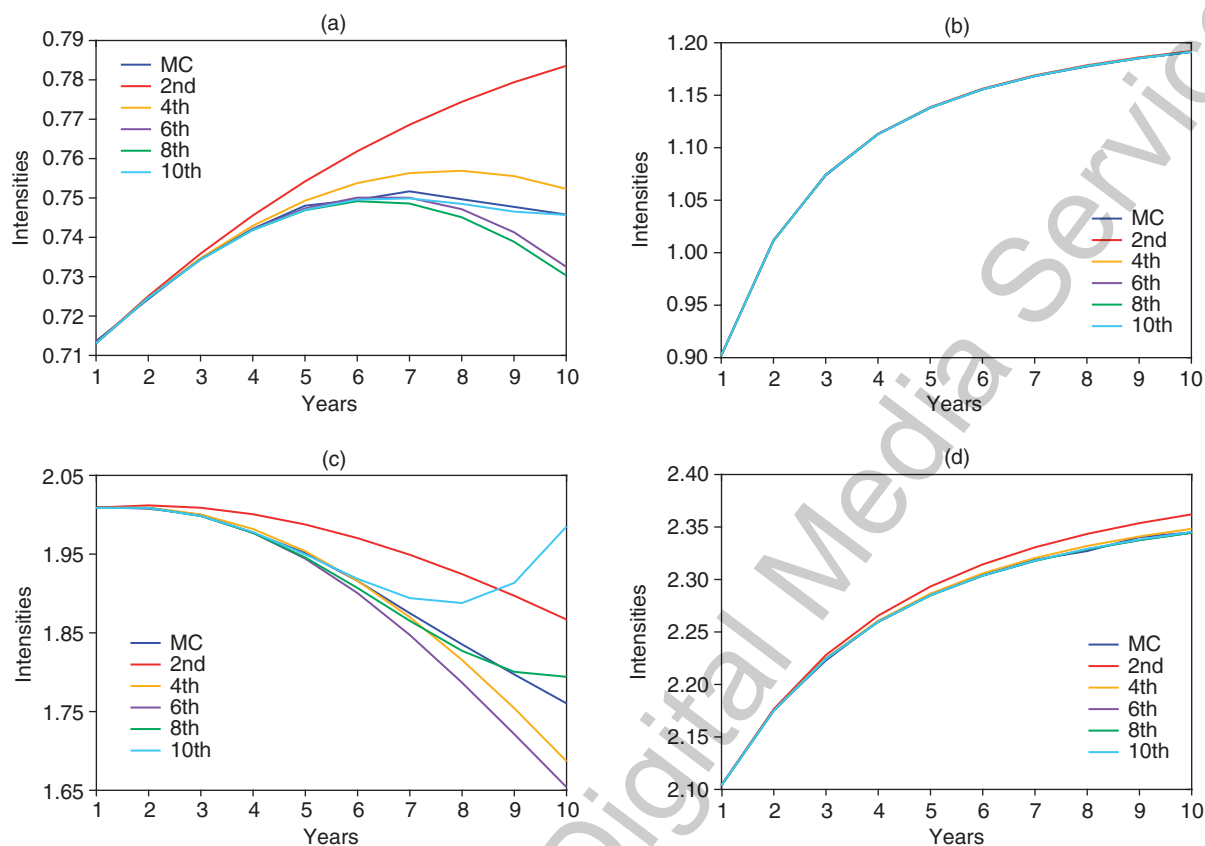 (a)
0.79
0.78
0.77
0.76
0.75
0.74
0.73
0.72
0.71
Intensities
MC
2nd
4th
6th
8th
10th
1 2 3 4 5 6 7 8 9 10
Years
(b)
1.20
1.15
1.10
1.05
1.00
0.95
0.90
Intensities
MC
2nd
4th
6th
8th
10th
1 2 3 4 5 6 7 8 9 10
Years
(c)
2.05
1.95
1.85
1.75
1.65
Intensities
MC
2nd
4th
6th
8th
10th
1 2 3 4 5 6 7 8 9 10
Years
(d)
2.40
2.35
2.30
2.25
2.20
2.15
2.10
Intensities
MC
2nd
4th
6th
8th
10th
1 2 3 4 5 6 7 8 9 10
Years
Digital Media